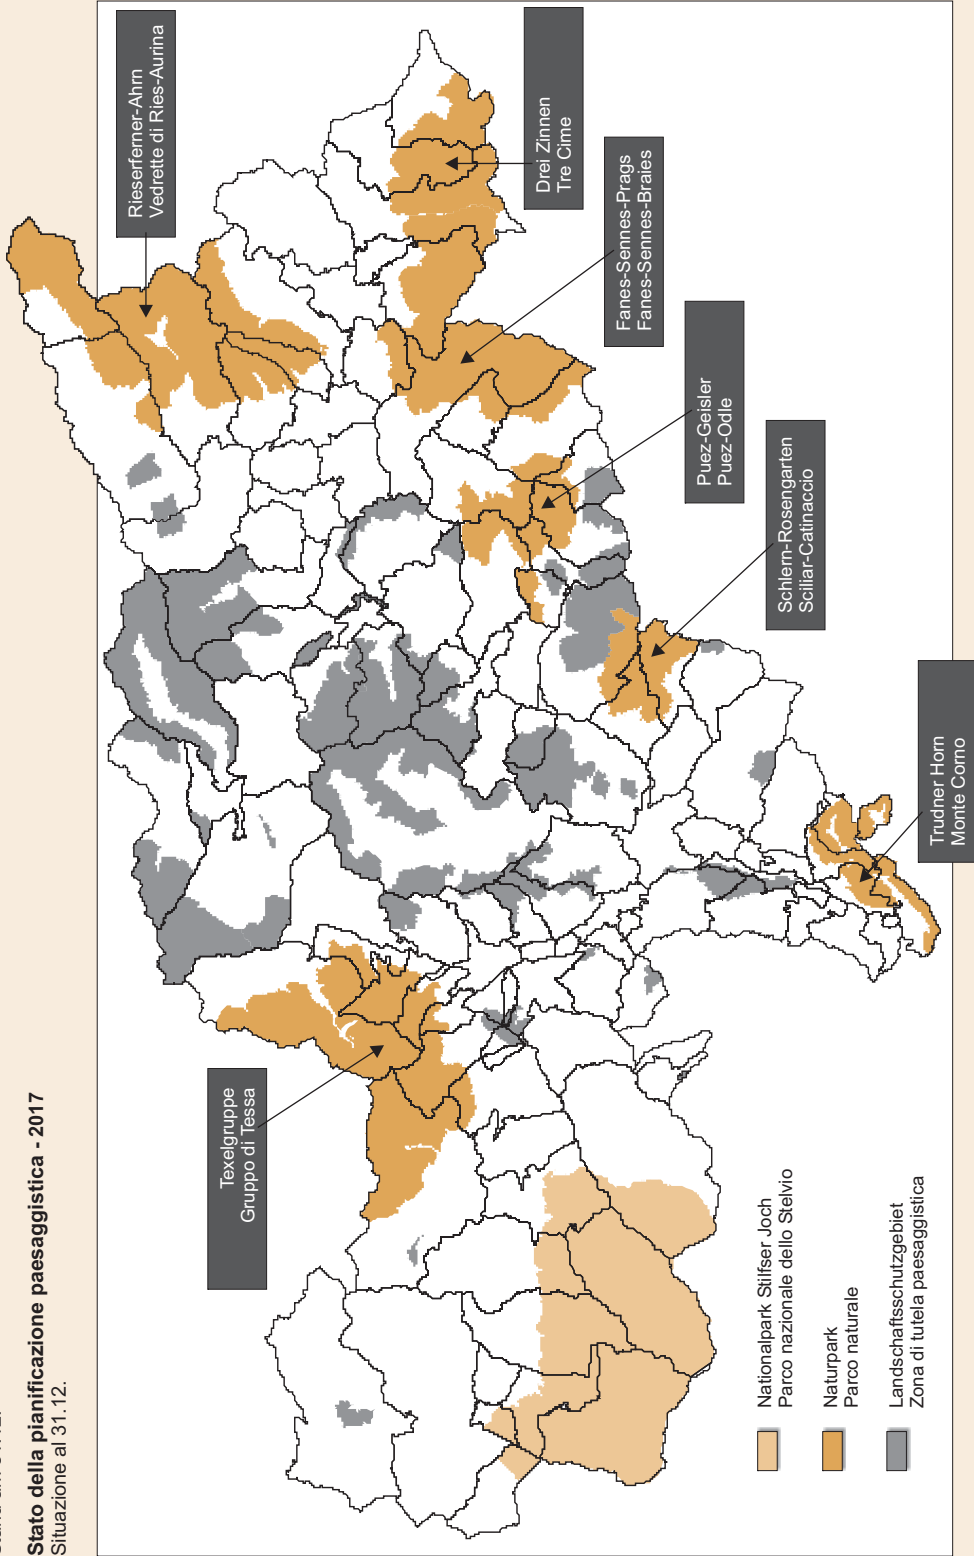 Stato della pianificazione paesaggistica - 2017
Situazione al 31.12.
Rieserferner-Ahrn
Vedrette di Ries-Aurina
Drei Zinnen
Tre Cime
Fanes-Sennes-Prags
Fanes-Sennes-Braies
Puez-Geisler
Puez-Odle
Schlern-Rosengarten
Sciliar-Catinaccio
Trudner Horn
Monte Corno
Texelgruppe
Gruppo di Tessa
Nationalpark Stilfser Joch
Parco nazionale dello Stelvio
Naturpark
Parco naturale
Landschaftsschutzgebiet
Zona di tutela paesaggistica